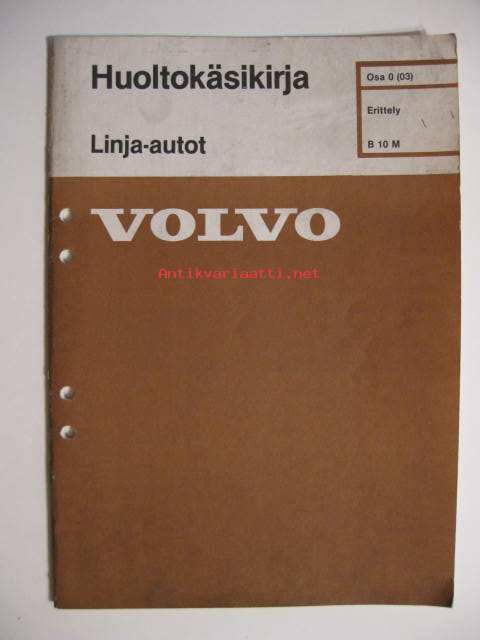 Huoltokäsikirja
Linja-autot
Osa 0 (03)
Erittely
B 10 M
VOLVO
Antikvariaatti.net